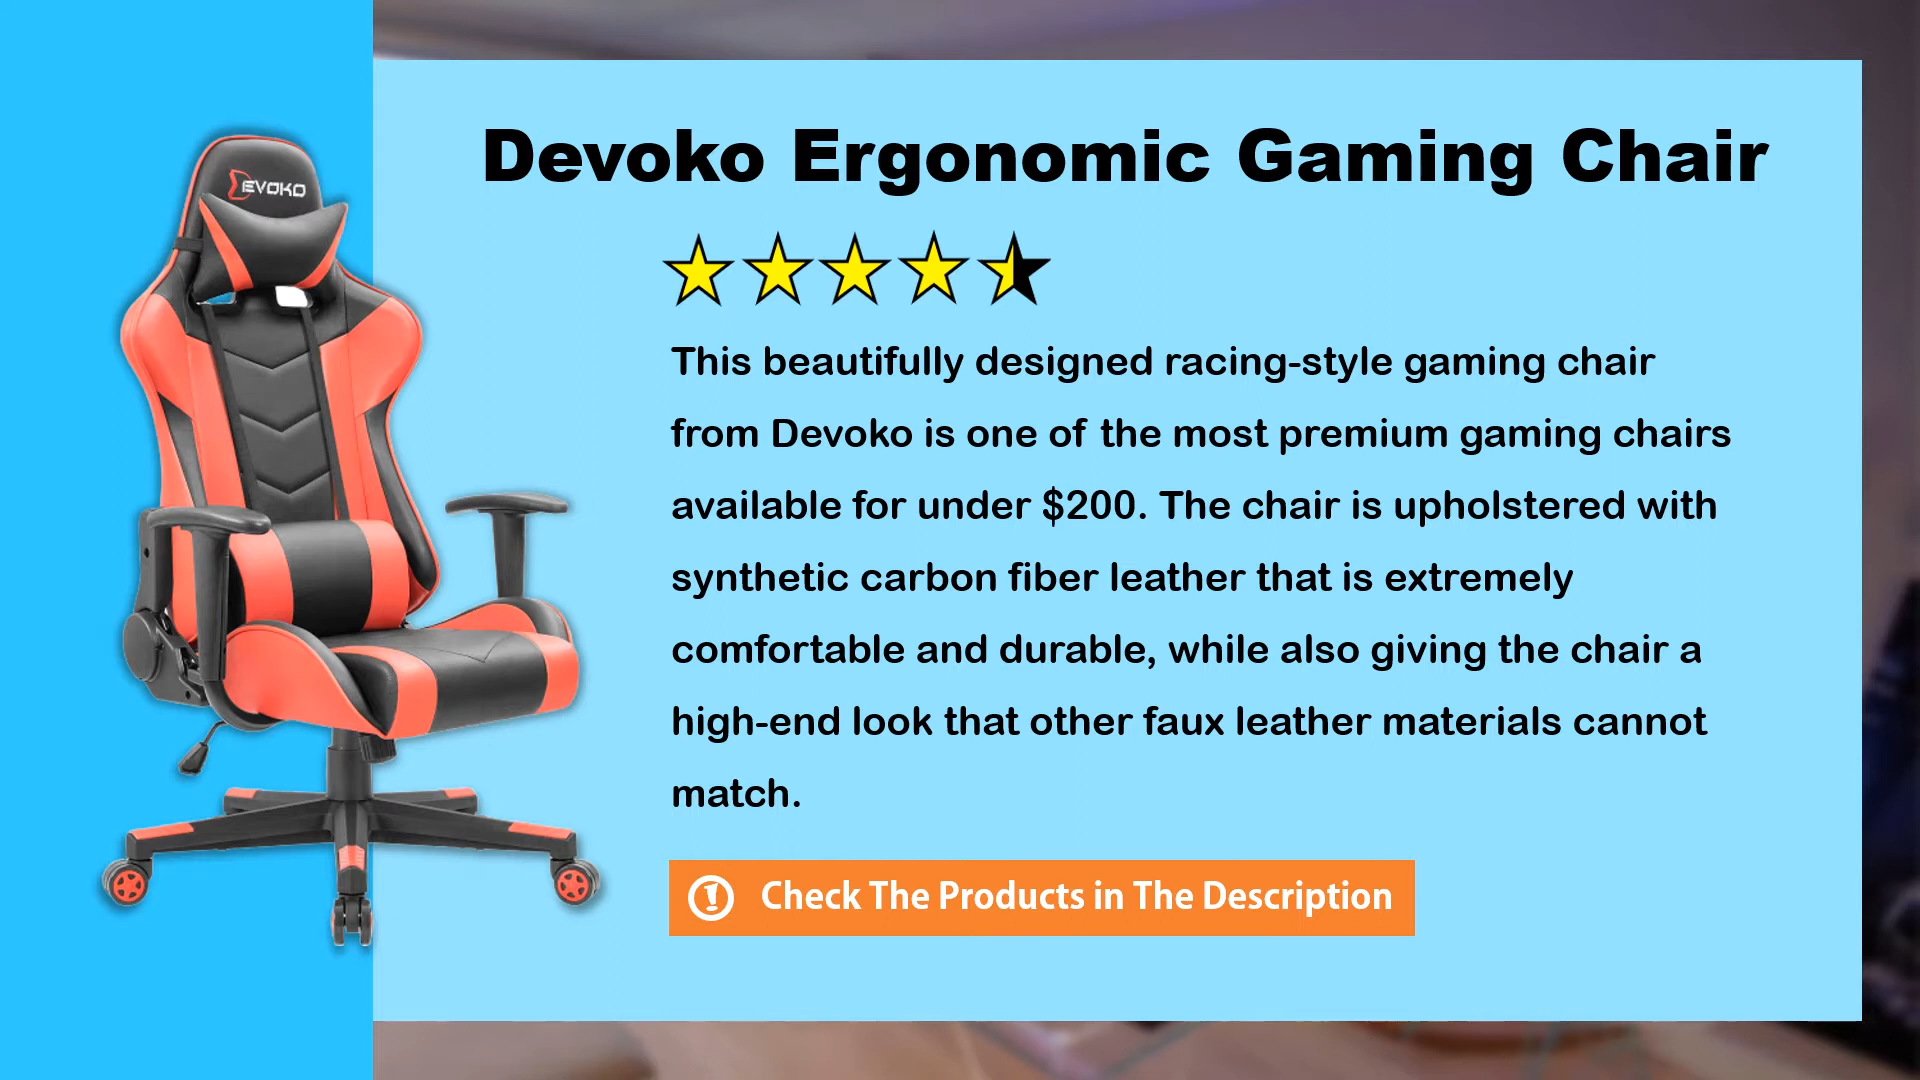 DEVOKO
Devoko Ergonomic Gaming Chair
This beautifully designed racing-style gaming chair
from Devoko is one of the most premium gaming chairs
available for under $200. The chair is upholstered with
synthetic carbon fiber leather that is extremely
comfortable and durable, while also giving the chair a
high-end look that other faux leather materials cannot
match.
Check The Products in The Description